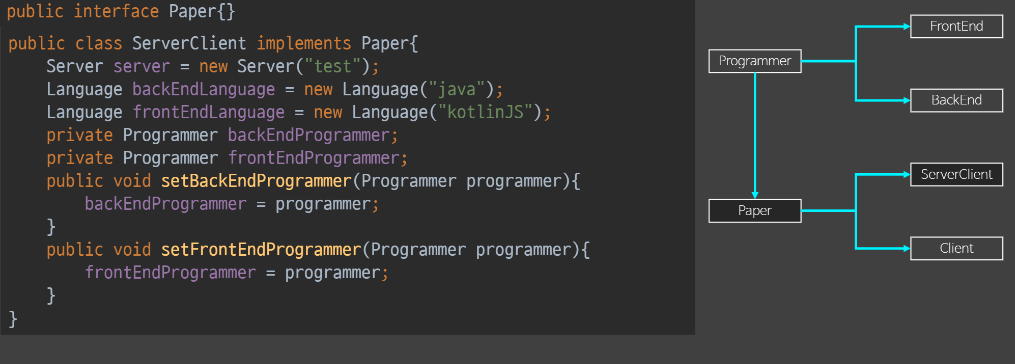 public interface Paper{}
public class ServerClient implements Paper{
    Server server = new Server("test");
    Language backEndLanguage = new Language("java");
    Language frontEndLanguage = new Language("kotlinJS");
    private Programmer backEndProgrammer;
    private Programmer frontEndProgrammer;
    public void setBackEndProgrammer(Programmer programmer){
        backEndProgrammer = programmer;
    }
    public void setFrontEndProgrammer(Programmer programmer){
        frontEndProgrammer = programmer;
    }
}
FrontEnd
Programmer
BackEnd
ServerClient
Paper
Client